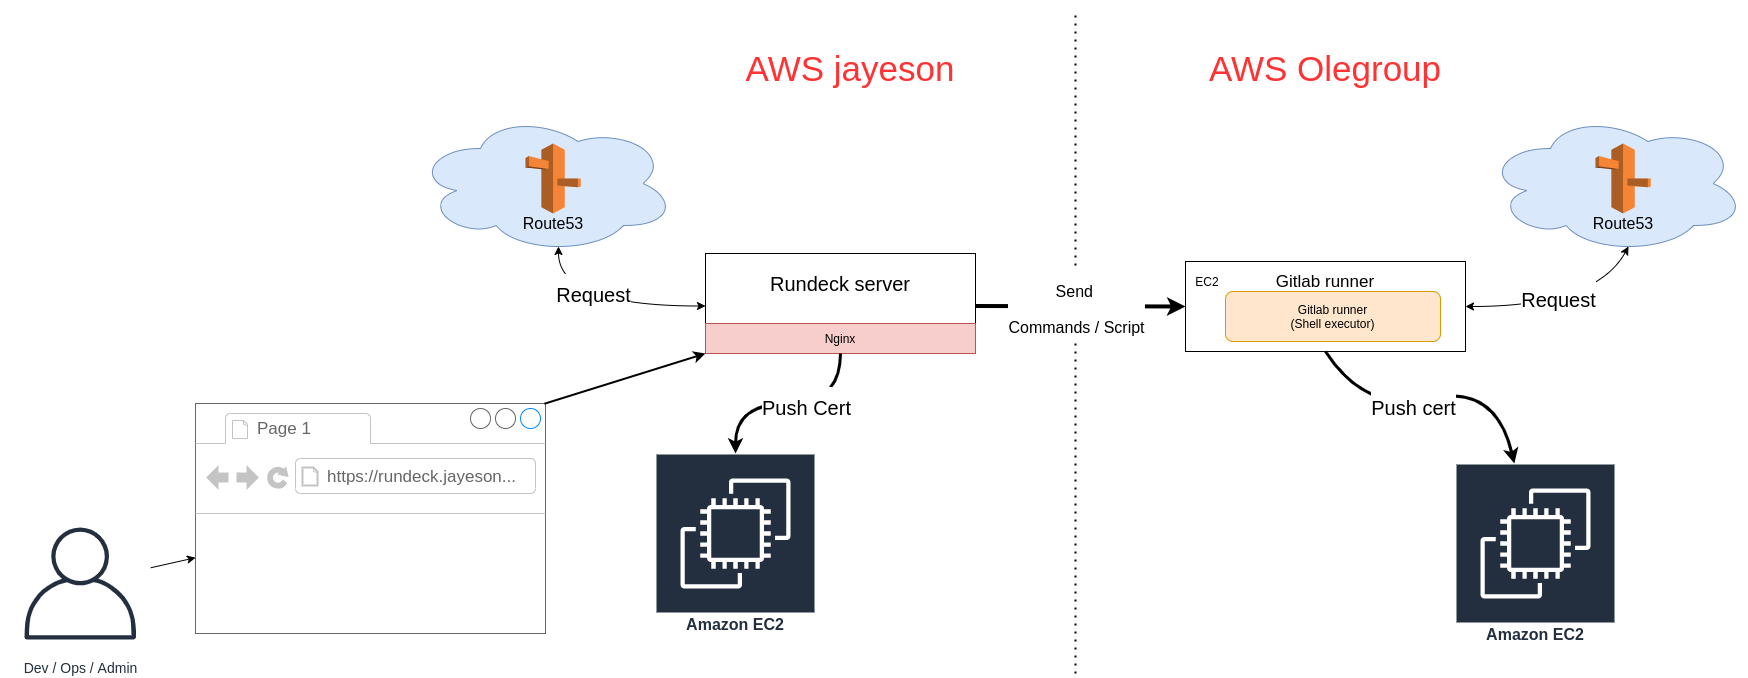 AWS jayeson
AWS Olegroup
Route53
Route53
Request
Rundeck server
Nginx
Send
Commands / Script
EC2
Gitlab runner
Gitlab runner
(Shell executor)
Request
Push Cert
Push cert
Page 1
https://rundeck.jayeson...
Amazon EC2
Amazon EC2
Dev / Ops / Admin